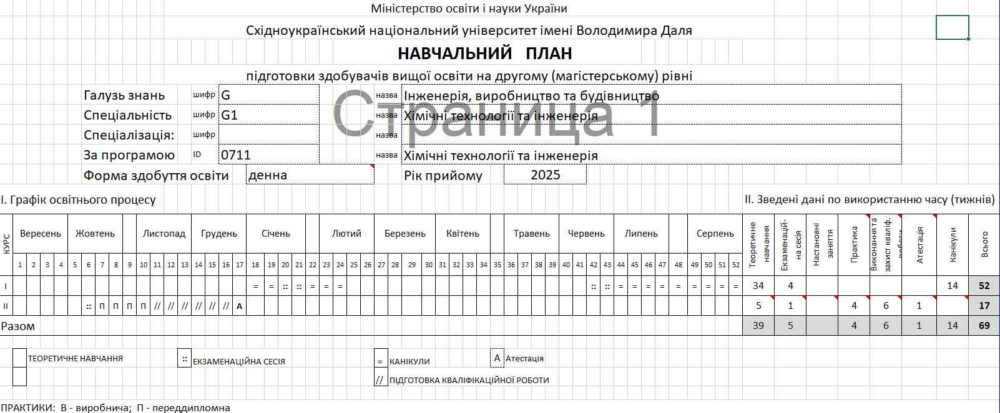 Міністерство освіти і науки України
Східноукраїнський національний університет імені Володимира Даля
НАВЧАЛЬНИЙ ПЛАН
підготовки здобувачів вищої освіти на другому (магістерському) рівні
Галузь знань шифр G назва Інженерія, виробництво та будівництво
Страница 1
Спеціальність шифр G1 назва Хімічні технології та інженерія
Спеціалізація: шифр назва
За програмою ID 0711 назва Хімічні технології та інженерія
Форма здобуття освіти денна Рік прийому 2025
I. Графік освітнього процесу II. Зведені дані по використанню часу (тижнів)
КУРС Вересень Жовтень Листопад Грудень Січень Лютий Березень Квітень Травень Червень Липень Серпень Теоретичне навчання Екзаменаційна сесія Настановні заняття Практика Виконання та захист кваліф. роботи Атестація Канікули Всього
1 2 3 4 5 6 7 8 9 10 11 12 13 14 15 16 17 18 19 20 21 22 23 24 25 26 27 28 29 30 31 32 33 34 35 36 37 38 39 40 41 42 43 44 45 46 47 48 49 50 51 52
I = = :: :: = = = :: :: = = = = = = = = = 34 4 14 52
II :: П П П П // // // // // // А 5 1 4 6 1 17
Разом 39 5 4 6 1 14 69
ТЕОРЕТИЧНЕ НАВЧАННЯ :: ЕКЗАМЕНАЦІЙНА СЕСІЯ = КАНІКУЛИ А Атестація
// ПІДГОТОВКА КВАЛІФІКАЦІЙНОЇ РОБОТИ
ПРАКТИКИ: В - виробнича; П - переддипломна